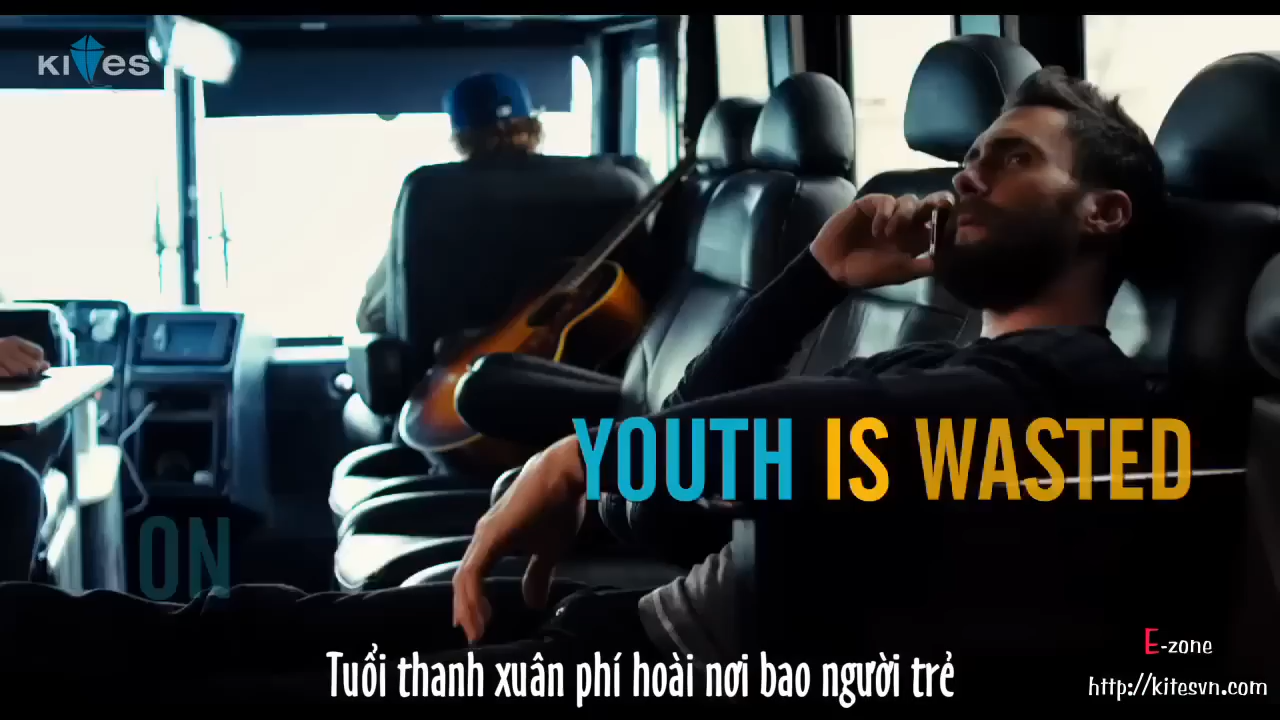 KITES
YOUTH IS WASTED
ON
Tuổi thanh xuân phí hoài nơi bao người trẻ
E-zone
http://kitesvn.com